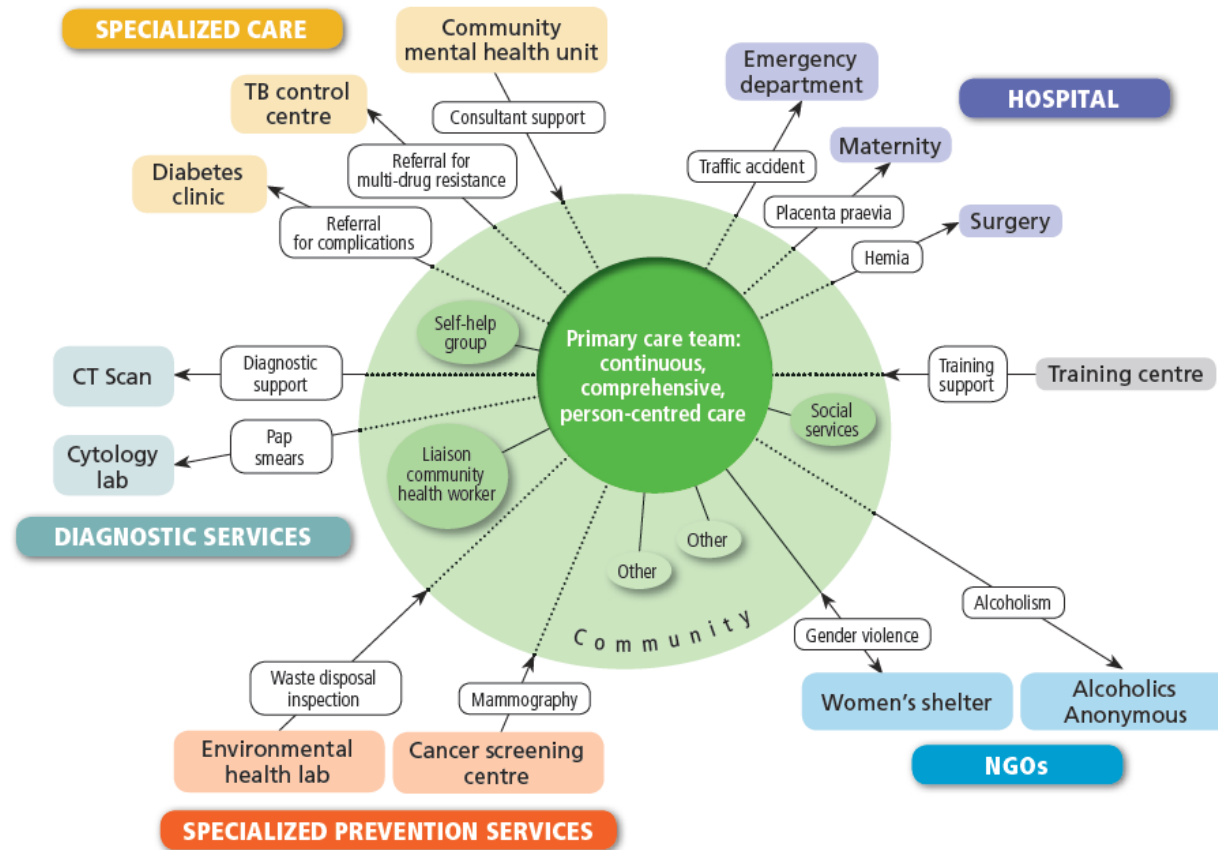 SPECIALIZED CARE
Community
mental health unit
TB control
centre
Diabetes
clinic
Consultant support
Referral for
multi-drug resistance
Referral
for complications
Emergency
department
HOSPITAL
Maternity
Surgery
Traffic accident
Placenta praevia
Hemia
Self-help
group
Primary care team:
continuous,
comprehensive,
person-centred care
CT Scan
Diagnostic
support
Training
support
Training centre
Social
services
Cytology
lab
Pap
smears
Liaison
community
health worker
DIAGNOSTIC SERVICES
Other
Other
Community
Alcoholism
Gender violence
Waste disposal
inspection
Mammography
Women's shelter
Alcoholics
Anonymous
Environmental
health lab
Cancer screening
centre
NGOs
SPECIALIZED PREVENTION SERVICES